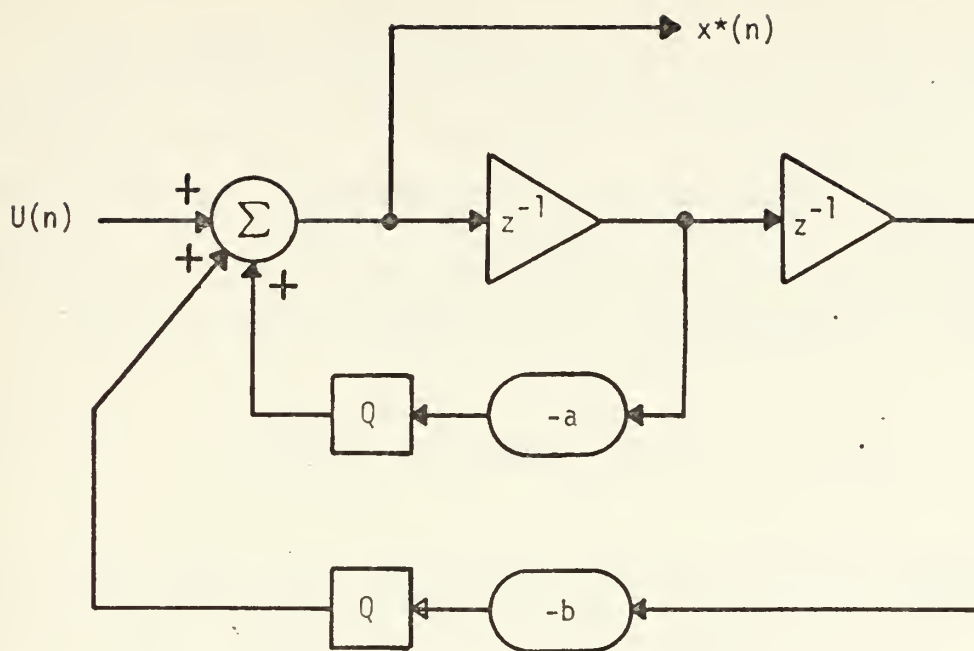 x*(n)
U(n)
+
+
+
Σ
z⁻¹
z⁻¹
Q
-a
Q
-b